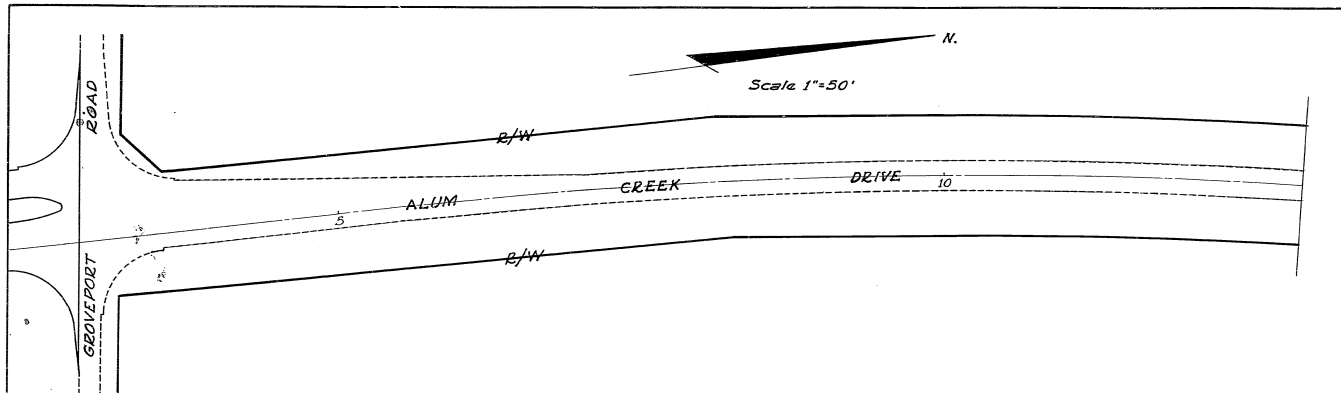 N.
Scale 1"=50'
ROAD
R/W
ALUM CREEK DRIVE
5
10
R/W
GROVEPORT